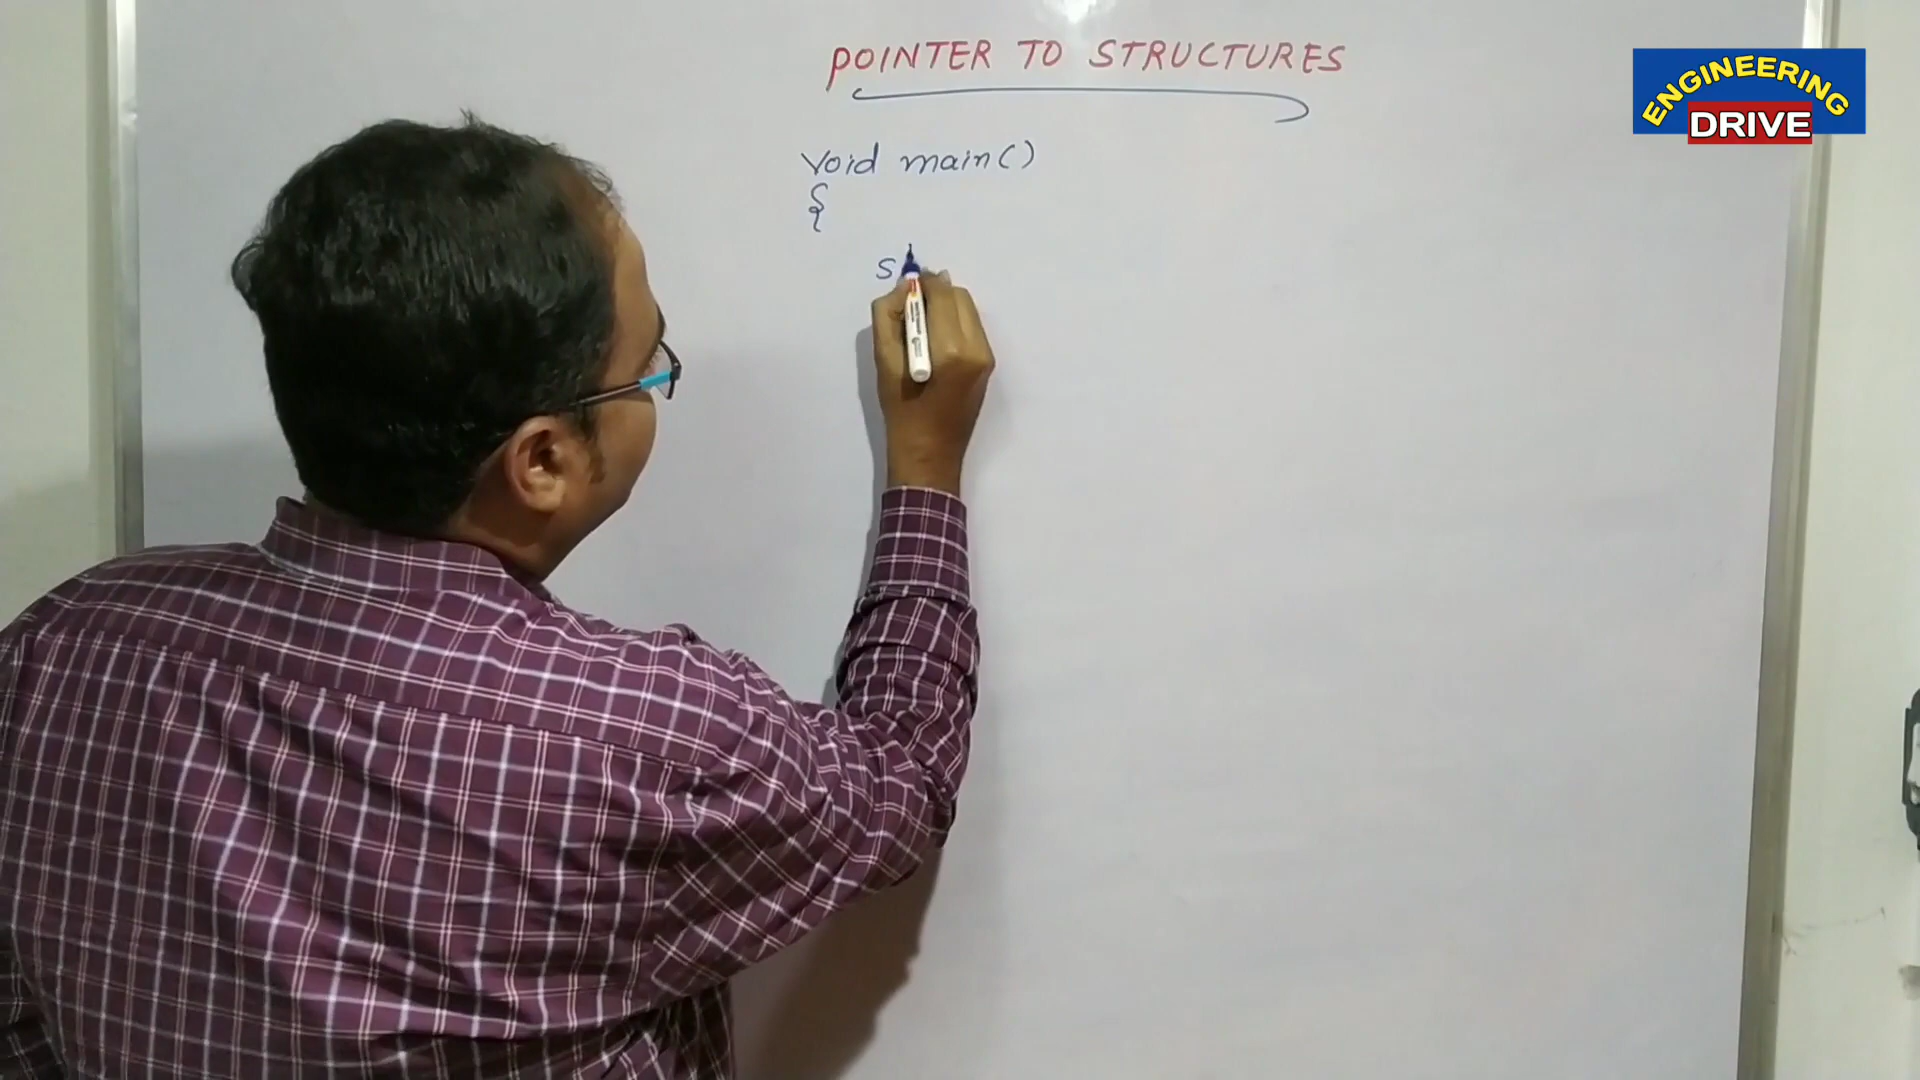 POINTER TO STRUCTURES
void main()
{
s
ENGINEERING
DRIVE